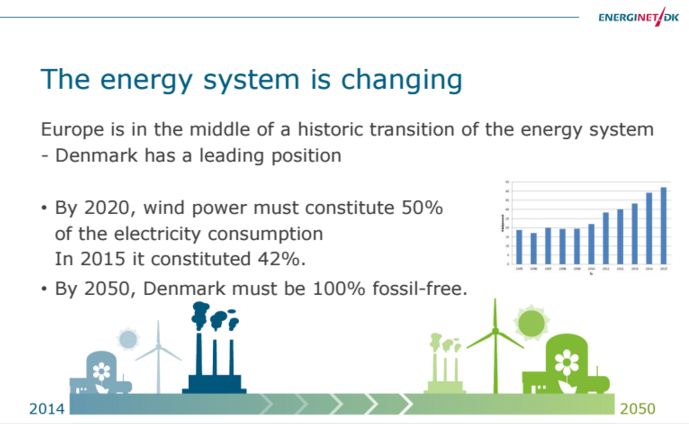 ENERGINET/DK
The energy system is changing
Europe is in the middle of a historic transition of the energy system
- Denmark has a leading position
• By 2020, wind power must constitute 50%
of the electricity consumption
In 2015 it constituted 42%.
• By 2050, Denmark must be 100% fossil-free.
2014
2050